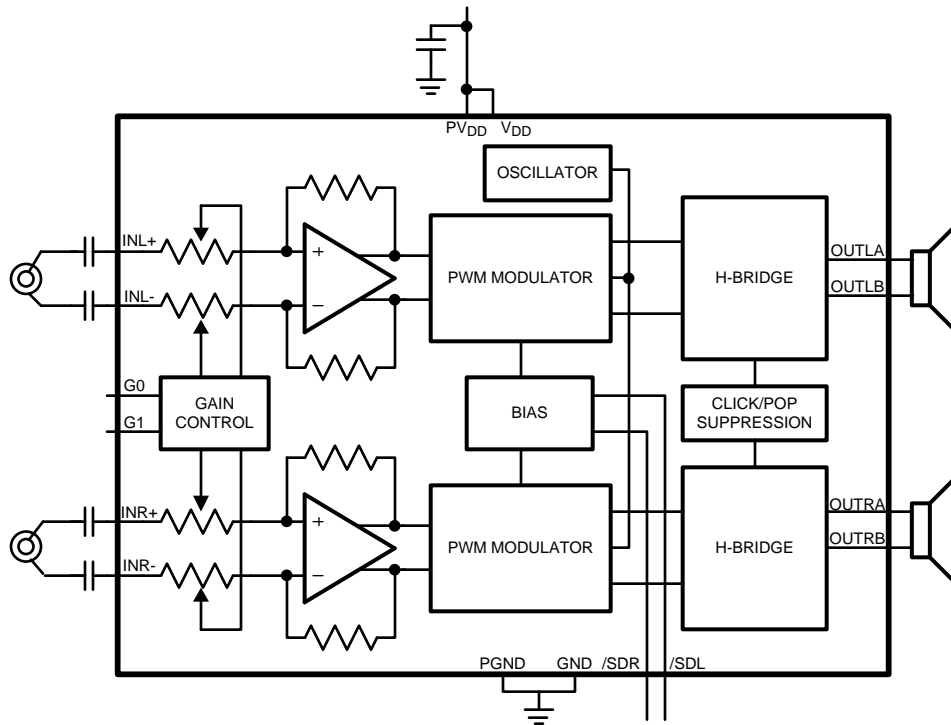 PVDD VDD
OSCILLATOR
INL+
+
PWM MODULATOR
H-BRIDGE
OUTLA
INL-
−
OUTLB
G0
GAIN
CONTROL
G1
BIAS
CLICK/POP
SUPPRESSION
INR+
+
PWM MODULATOR
H-BRIDGE
OUTRA
INR-
−
OUTRB
PGND GND /SDR /SDL